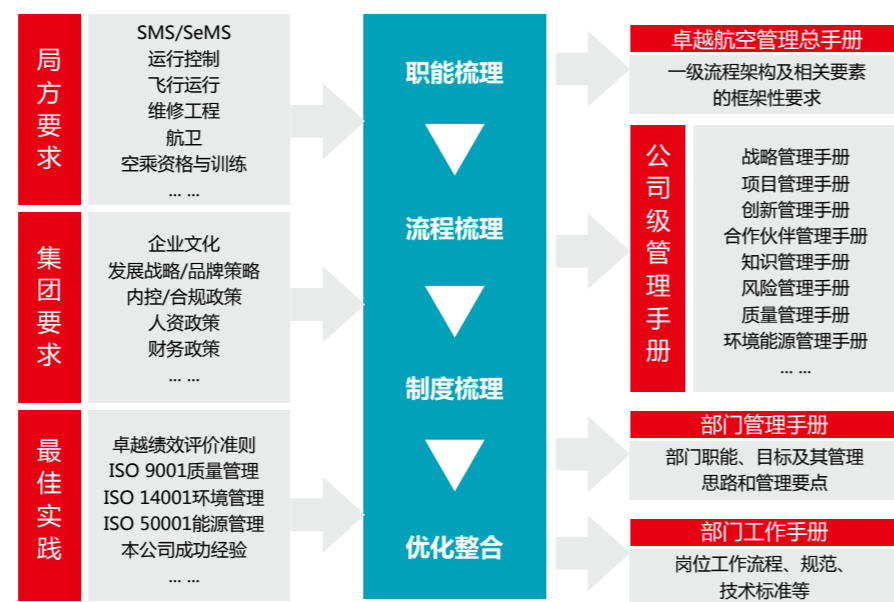 局方要求
SMS/SeMS
运行控制
飞行运行
维修工程
航卫
空乘资格与训练
... ...
集团要求
企业文化
发展战略/品牌策略
内控/合规政策
人资政策
财务政策
... ...
最佳实践
卓越绩效评价准则
ISO 9001质量管理
ISO 14001环境管理
ISO 50001能源管理
本公司成功经验
... ...
职能梳理
流程梳理
制度梳理
优化整合
卓越航空管理总手册
一级流程架构及相关要素
的框架性要求
公司级管理手册
战略管理手册
项目管理手册
创新管理手册
合作伙伴管理手册
知识管理手册
风险管理手册
质量管理手册
环境能源管理手册
... ...
部门管理手册
部门职能、目标及其管理
思路和管理要点
部门工作手册
岗位工作流程、规范、
技术标准等